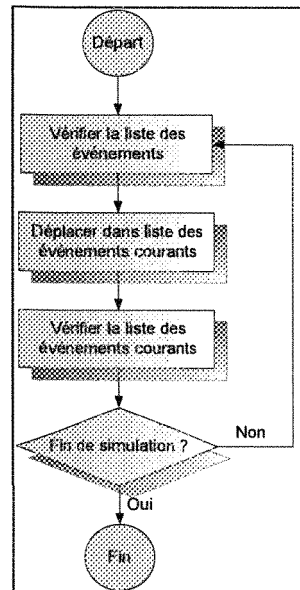 Départ
Vérifier la liste des
événements
Déplacer dans liste des
événements courants
Vérifier la liste des
événements courants
Fin de simulation ?
Non
Oui
Fin